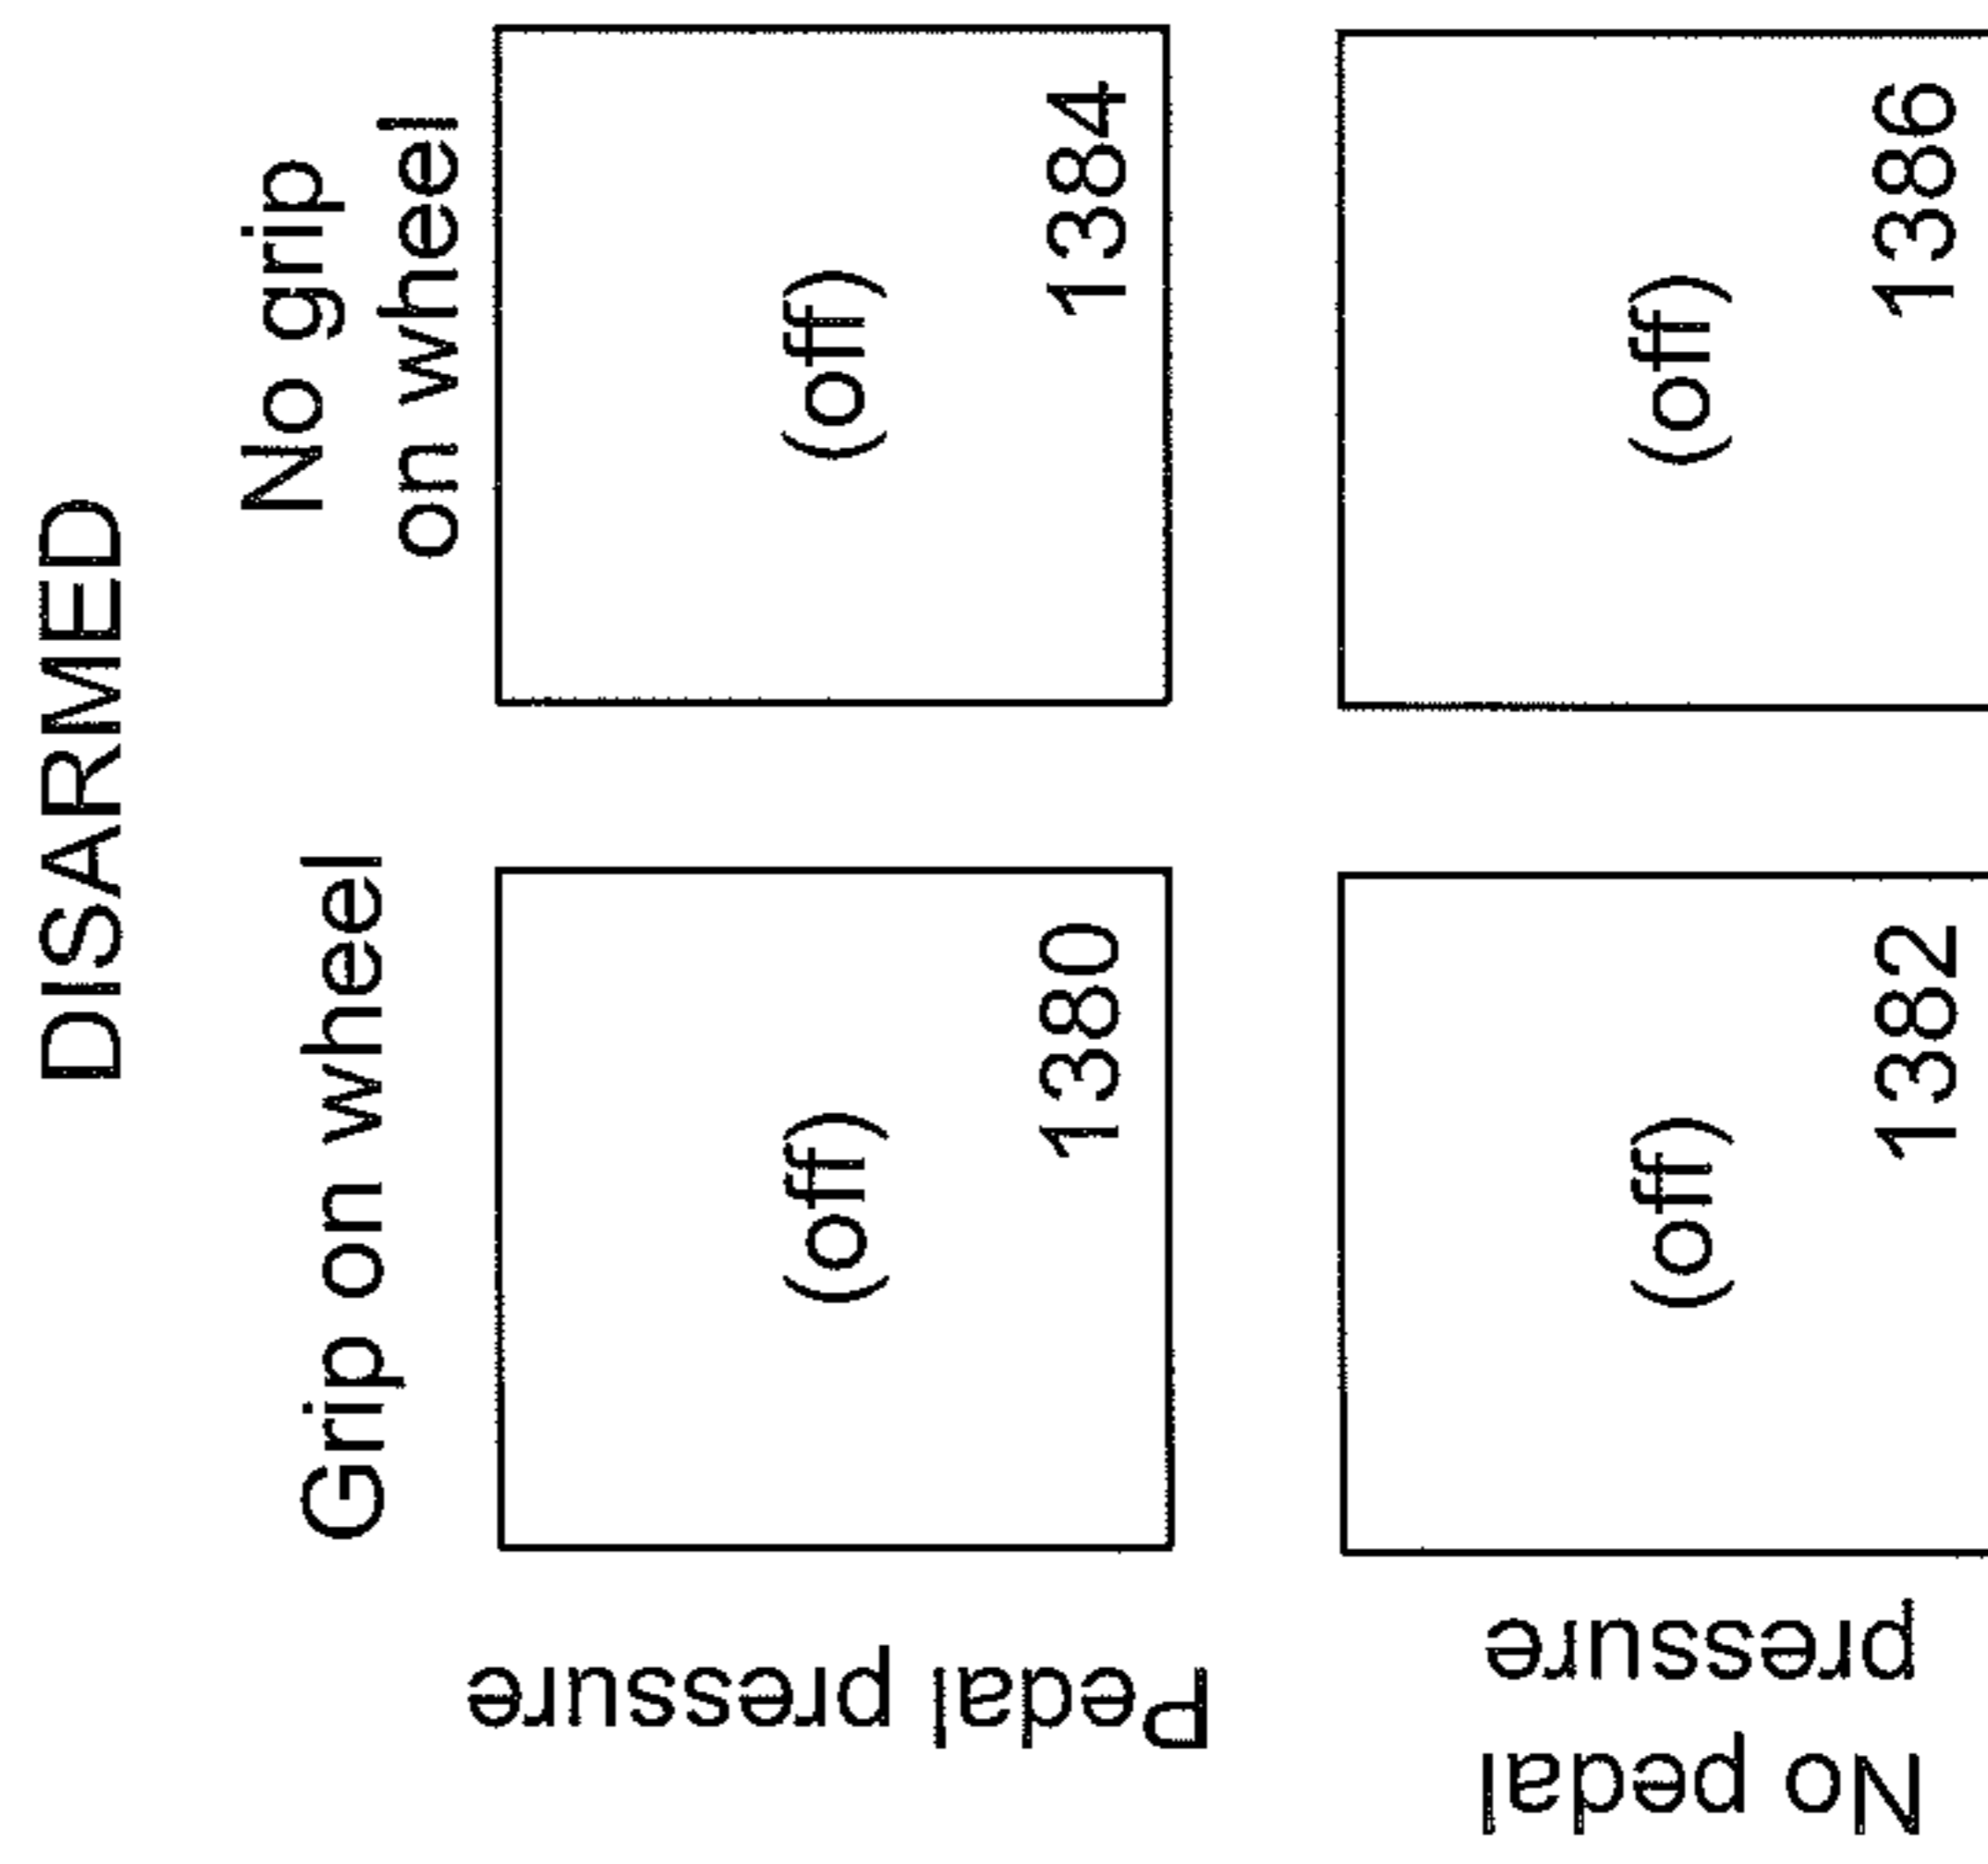 DISARMED
Grip on wheel
No grip
on wheel
Pedal pressure
(off)
1380
(off)
1384
No pedal
pressure
(off)
1382
(off)
1386